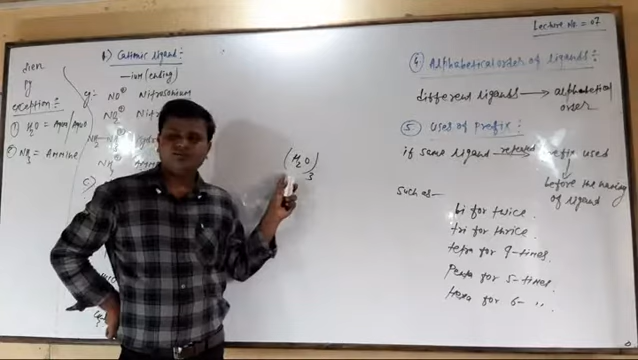 Lecture No. = 07
dien
py
exception :-
① H₂O = Aqua/Aquo
② NH₃ = Ammine
b) Cationic ligand :-
—ium (ending)
NO⊕ Nitrosonium
c)
(H₂O)₃
④ Alphabetical order of ligands :-
different ligands → alphabetical
order
⑤ Uses of prefix :-
if same ligand repeated → prefix used
before the naming
of ligand
Such as —
bi for twice.
tri for thrice.
tetra for 4-times.
Penta for 5-times.
Hexa for 6- ,,